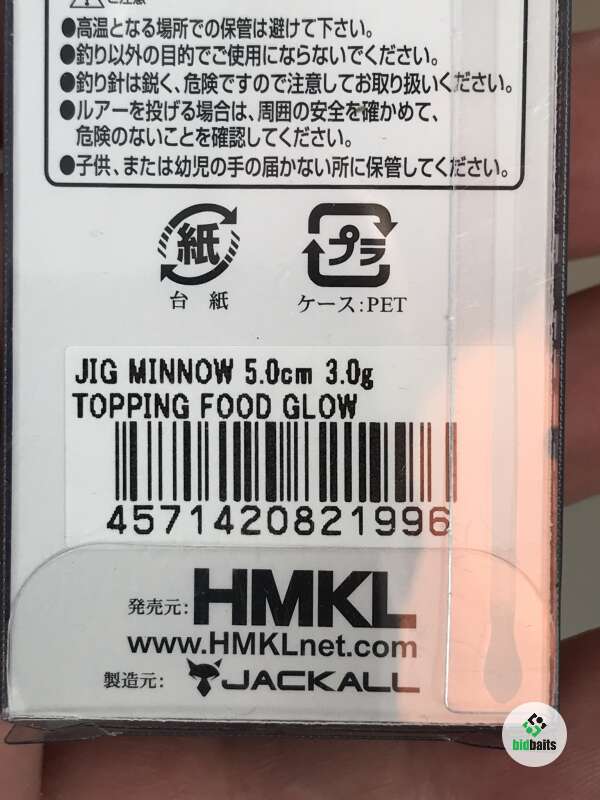 ご注意
●高温となる場所での保管は避けて下さい。
●釣り以外の目的でご使用にならないでください。
●釣り針は鋭く、危険ですので注意してお取り扱いください。
●ルアーを投げる場合は、周囲の安全を確かめて、
危険のないことを確認してください。
●子供、または幼児の手の届かない所に保管してください。
紙
プラ
台紙
ケース:PET
JIG MINNOW 5.0cm 3.0g
TOPPING FOOD GLOW
4571420821996
発売元: HMKL
www.HMKLnet.com
製造元: JACKALL
bidbaits